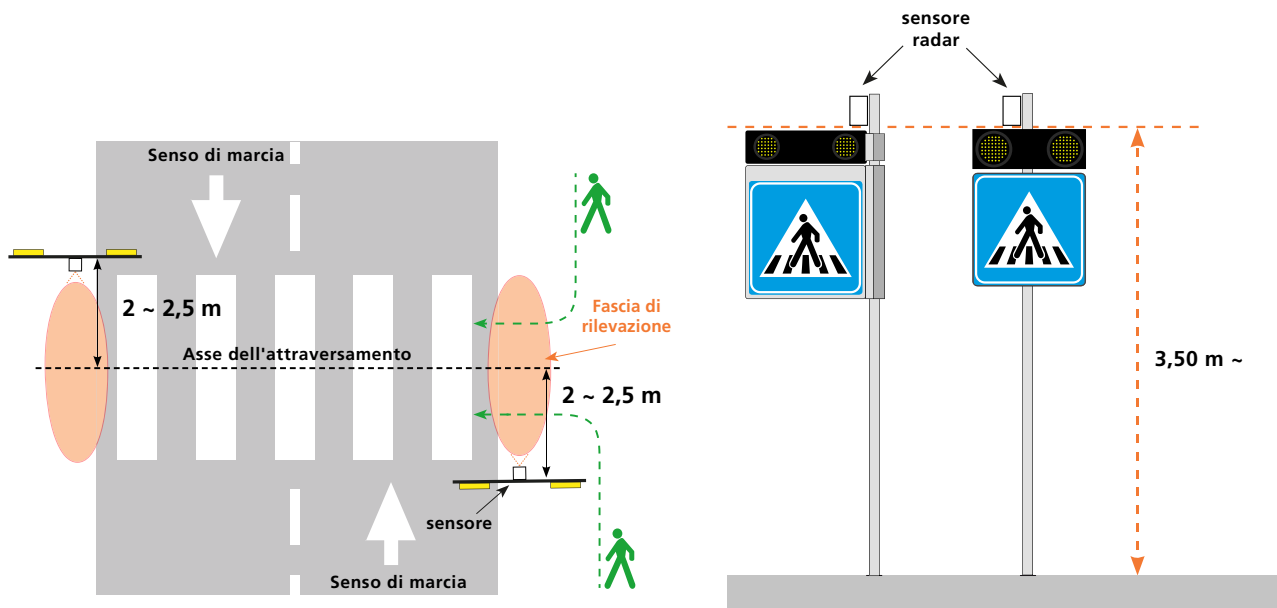 Senso di marcia
2 ~ 2,5 m
Asse dell'attraversamento
Fascia di
rilevazione
2 ~ 2,5 m
sensore
Senso di marcia
sensore
radar
3,50 m ~